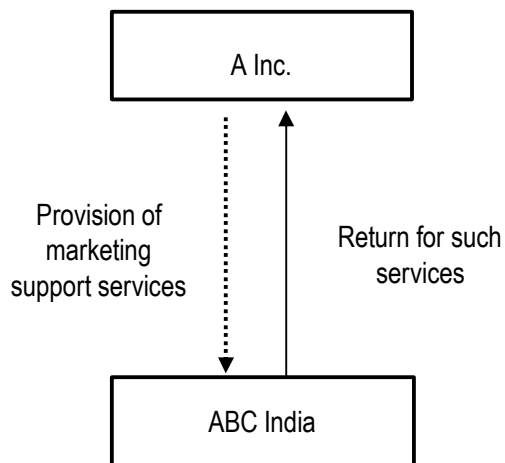 A Inc.
Provision of
marketing
support services
Return for such
services
ABC India